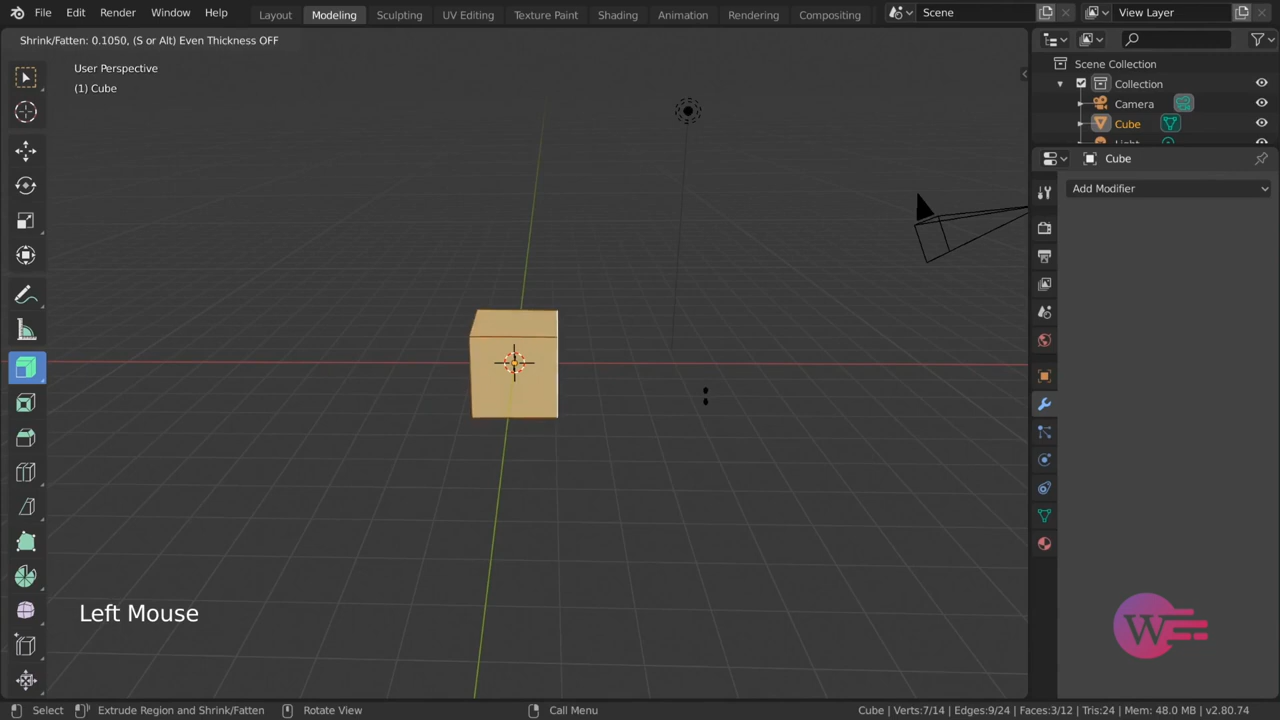 File Edit Render Window Help Layout Modeling Sculpting UV Editing Texture Paint Shading Animation Rendering Compositing Scene View Layer
Shrink/Fatten: 0.1050, (S or Alt) Even Thickness OFF
User Perspective
(1) Cube
Scene Collection
Collection
Camera
Cube
Light
Cube
Add Modifier
Left Mouse
W
Select Extrude Region and Shrink/Fatten Rotate View Call Menu Cube | Verts:7/14 | Edges:9/24 | Faces:3/12 | Tris:24 | Mem: 48.0 MB | v2.80.74